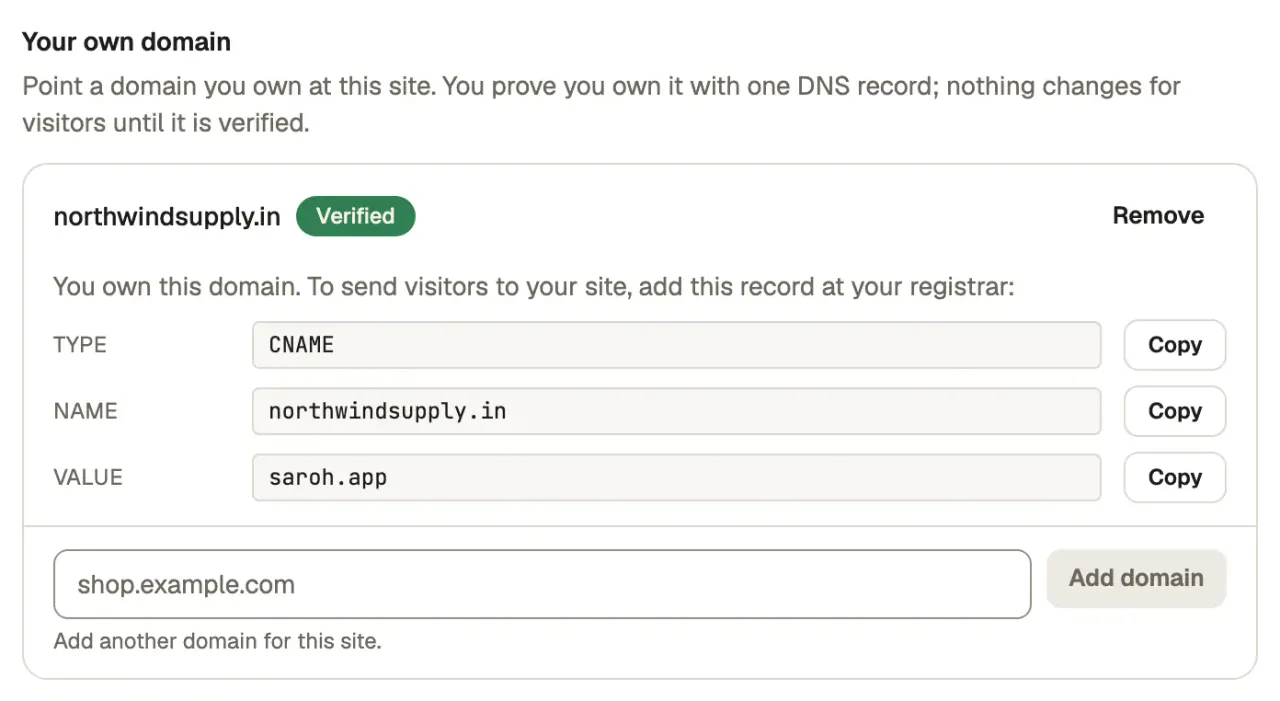 Your own domain
Point a domain you own at this site. You prove you own it with one DNS record; nothing changes for
visitors until it is verified.
northwindsupply.in Verified Remove
You own this domain. To send visitors to your site, add this record at your registrar:
TYPE CNAME Copy
NAME northwindsupply.in Copy
VALUE saroh.app Copy
shop.example.com Add domain
Add another domain for this site.